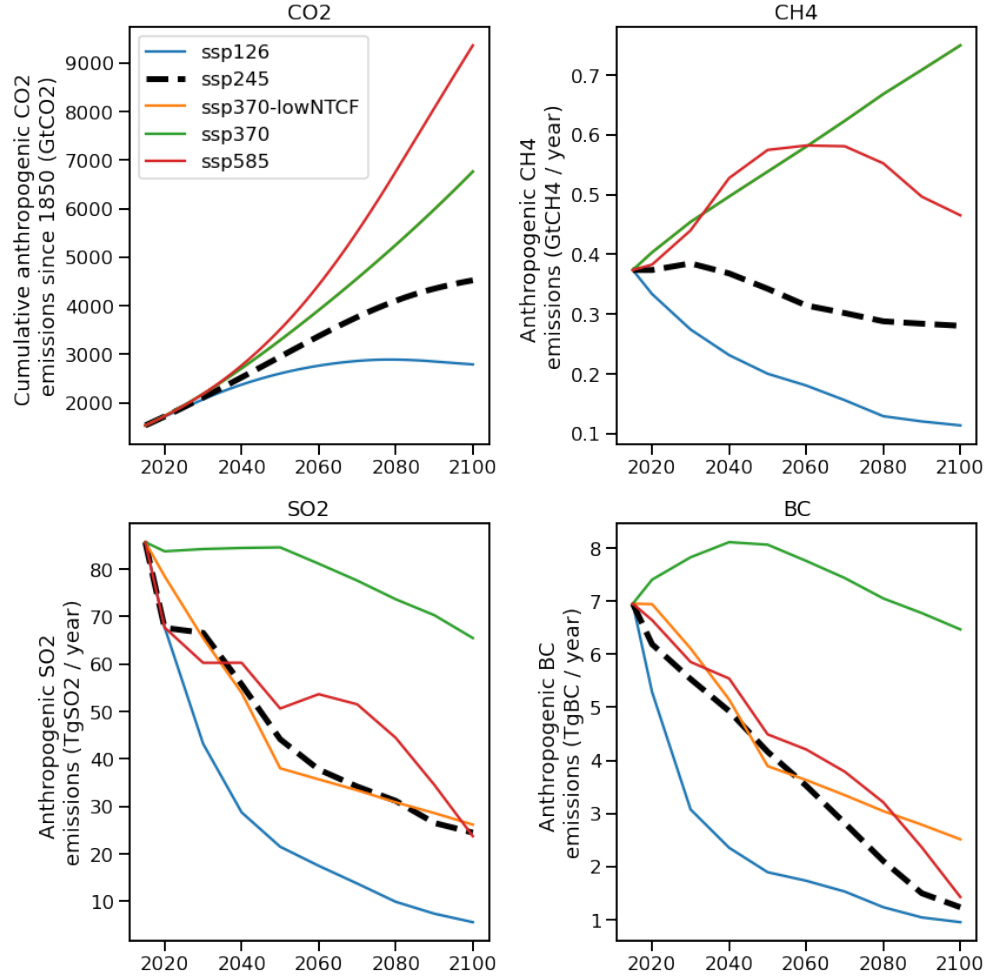 CO2
Cumulative anthropogenic CO2
emissions since 1850 (GtCO2)
9000
8000
7000
6000
5000
4000
3000
2000
ssp126
ssp245
ssp370-lowNTCF
ssp370
ssp585
2020 2040 2060 2080 2100
CH4
Anthropogenic CH4
emissions (GtCH4 / year)
0.7
0.6
0.5
0.4
0.3
0.2
0.1
2020 2040 2060 2080 2100
SO2
Anthropogenic SO2
emissions (TgSO2 / year)
80
70
60
50
40
30
20
10
2020 2040 2060 2080 2100
BC
Anthropogenic BC
emissions (TgBC / year)
8
7
6
5
4
3
2
1
2020 2040 2060 2080 2100